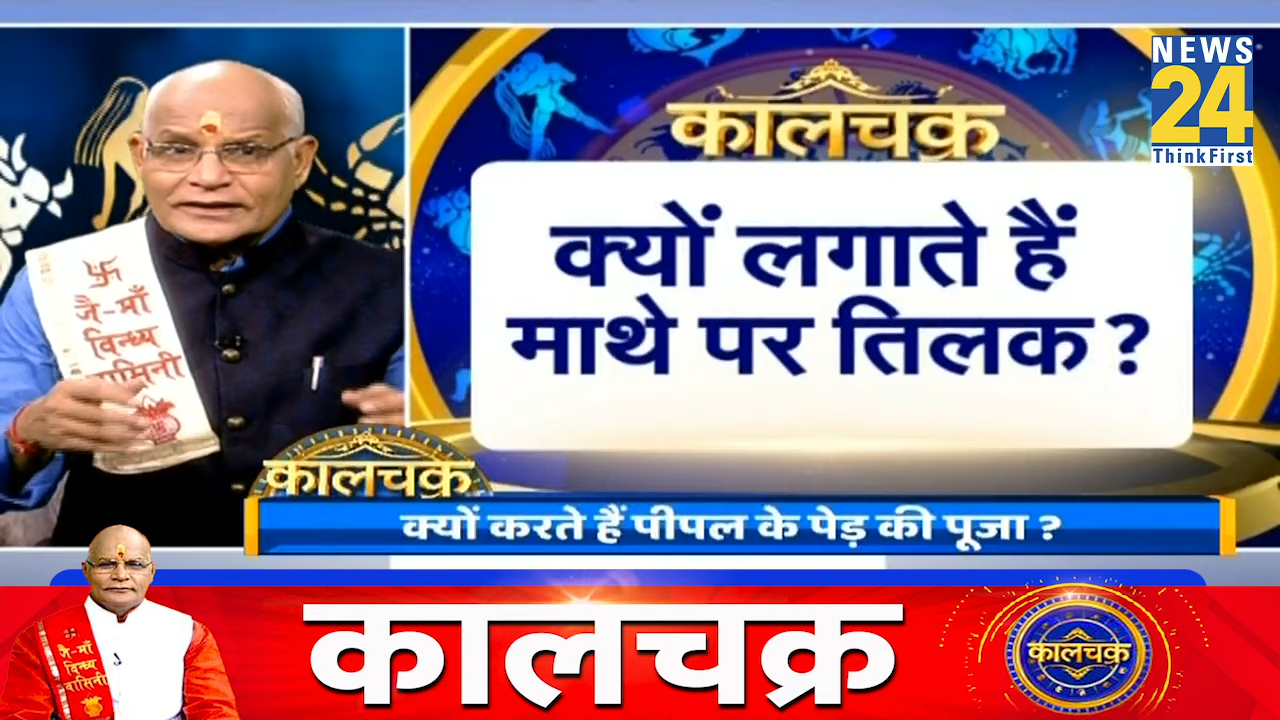 NEWS
24
ThinkFirst
कालचक्र
क्यों लगाते हैं
माथे पर तिलक?
जै-माँ
विन्ध्य
वासिनी
कालचक्र
क्यों करते हैं पीपल के पेड़ की पूजा ?
जै-माँ
विन्ध्य
वासिनी
कालचक्र
कालचक्र